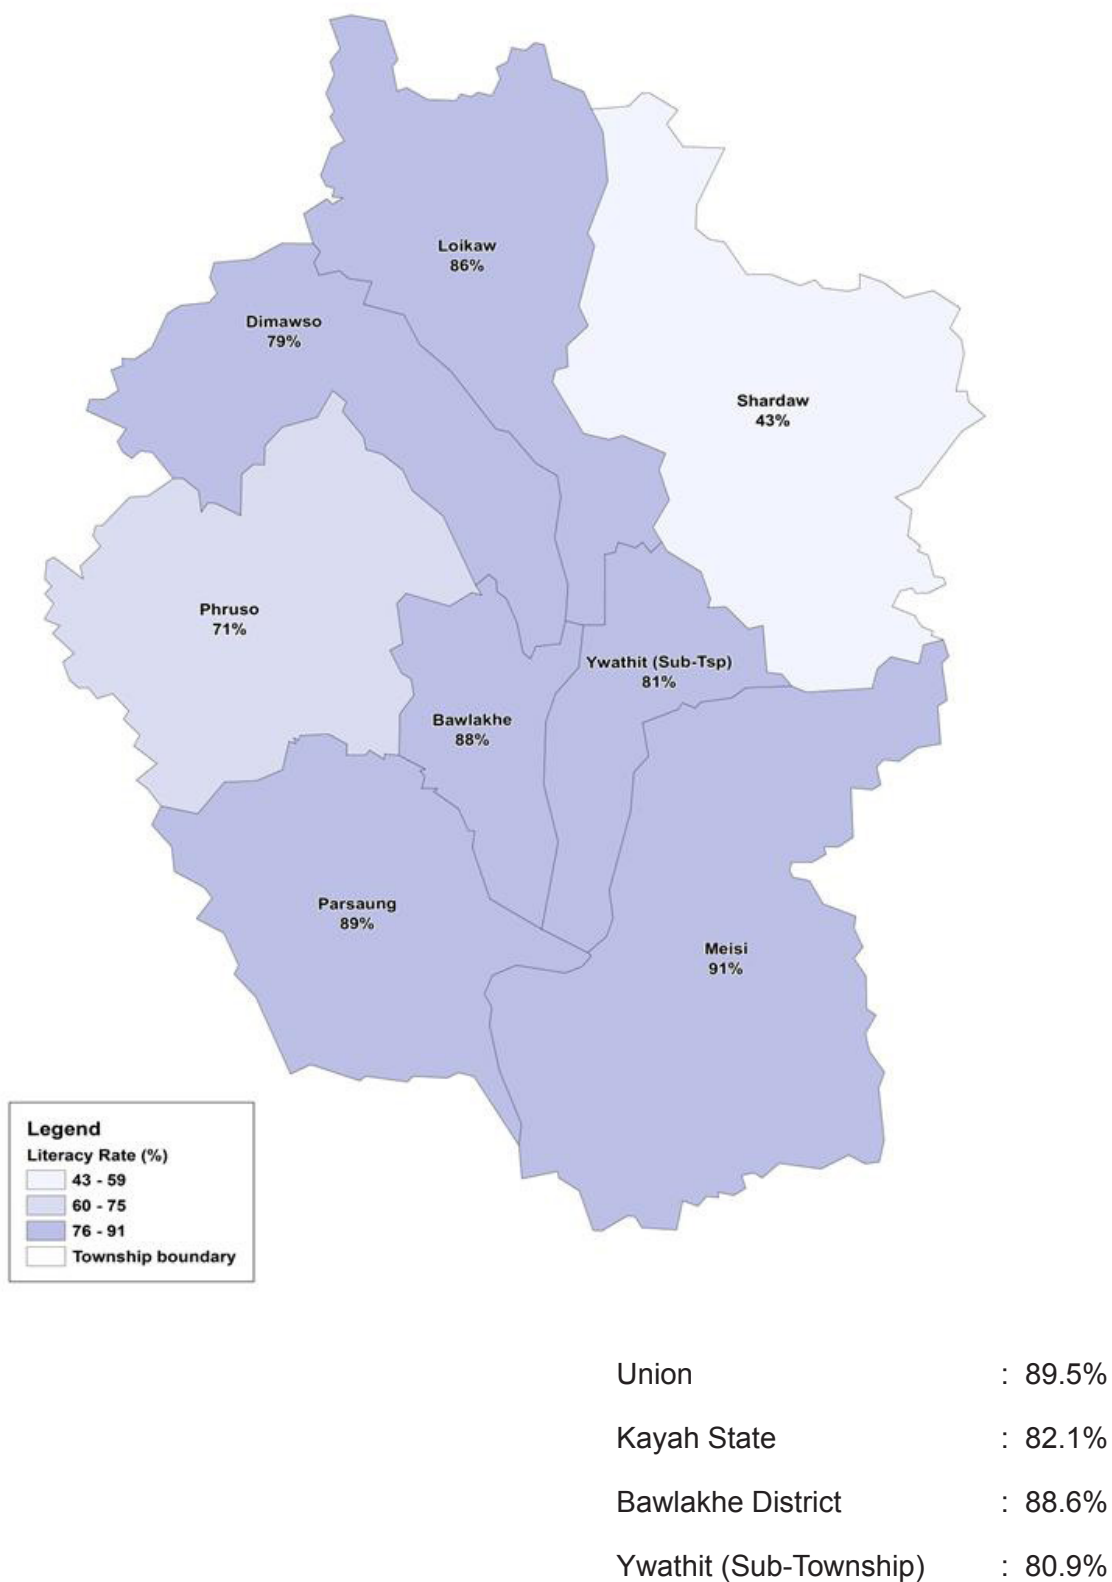 Loikaw
86%
Dimawso
79%
Shardaw
43%
Phruso
71%
Ywathit (Sub-Tsp)
81%
Bawlakhe
88%
Parsaung
89%
Meisi
91%
Legend
Literacy Rate (%)
43 - 59
60 - 75
76 - 91
Township boundary
Union : 89.5%
Kayah State : 82.1%
Bawlakhe District : 88.6%
Ywathit (Sub-Township) : 80.9%